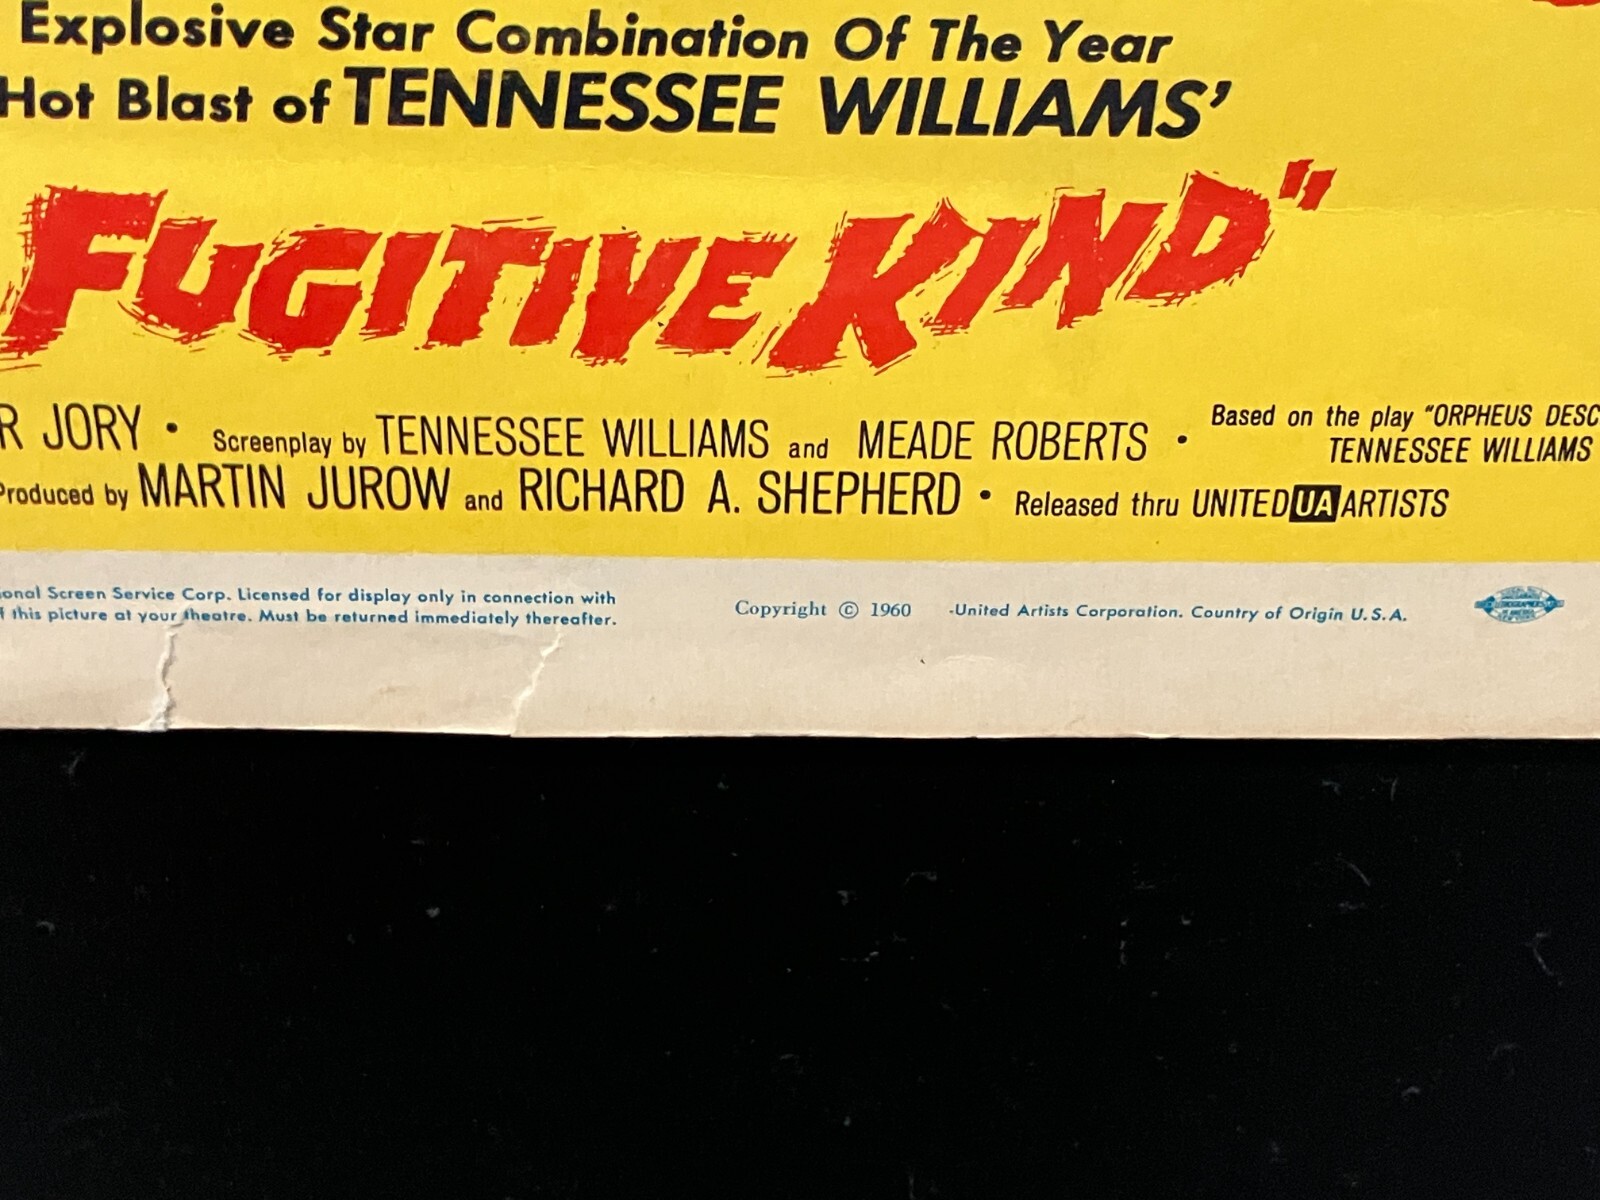 Explosive Star Combination Of The Year
Hot Blast of TENNESSEE WILLIAMS'
FUGITIVE KIND"
R JORY • Screenplay by TENNESSEE WILLIAMS and MEADE ROBERTS • Based on the play "ORPHEUS DESC
TENNESSEE WILLIAMS
Produced by MARTIN JUROW and RICHARD A. SHEPHERD • Released thru UNITED UA ARTISTS
onal Screen Service Corp. Licensed for display only in connection with
f this picture at your theatre. Must be returned immediately thereafter.
Copyright © 1960 -United Artists Corporation. Country of Origin U.S.A.